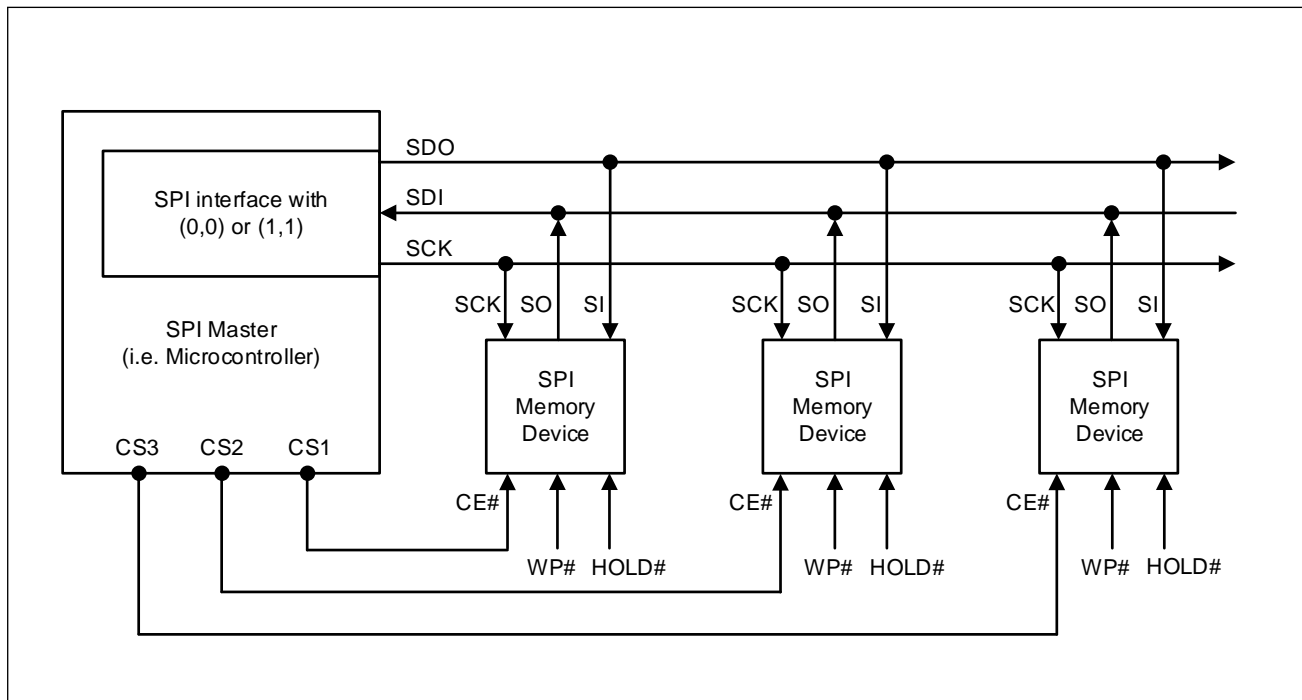 SDO
SPI interface with
(0,0) or (1,1)
SDI
SCK
SCK SO SI
SCK SO SI
SCK SO SI
SPI Master
(i.e. Microcontroller)
SPI
Memory
Device
SPI
Memory
Device
SPI
Memory
Device
CS3 CS2 CS1
CE#
CE#
CE#
WP# HOLD#
WP# HOLD#
WP# HOLD#